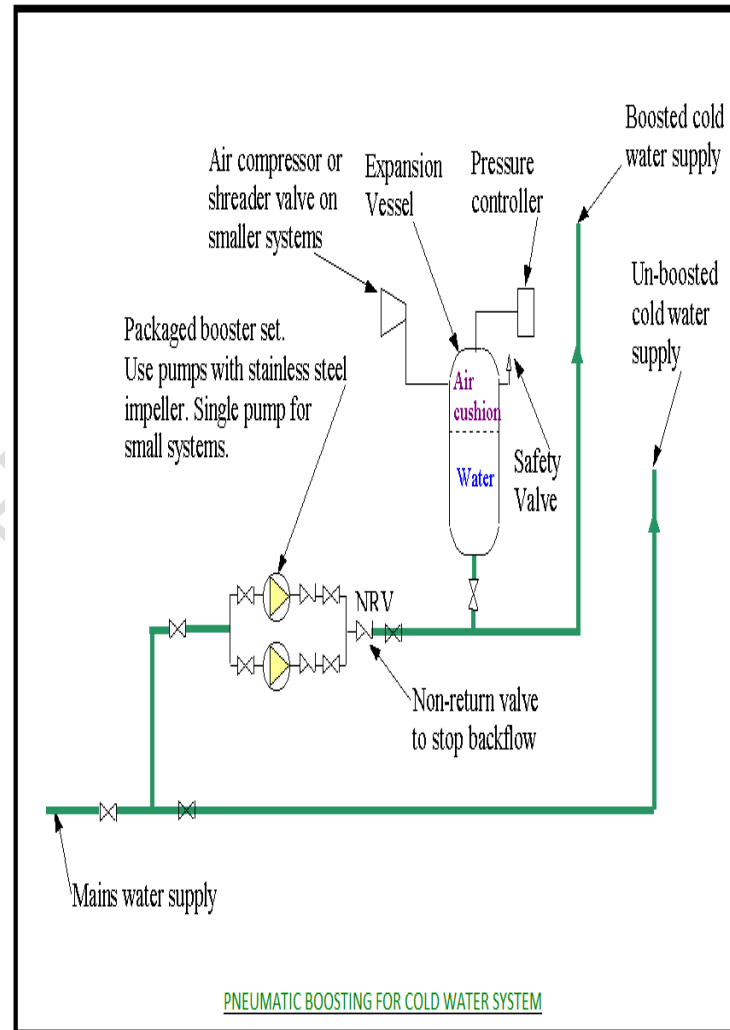 Boosted cold
water supply
Air compressor or
shreader valve on
smaller systems
Expansion
Vessel
Pressure
controller
Un-boosted
cold water
supply
Packaged booster set.
Use pumps with stainless steel
impeller. Single pump for
small systems.
Air
cushion
Water
Safety
Valve
NRV
Non-return valve
to stop backflow
Mains water supply
PNEUMATIC BOOSTING FOR COLD WATER SYSTEM